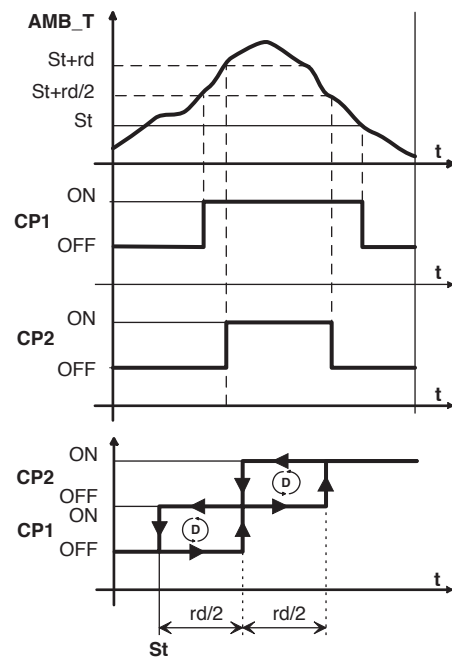 AMB_T
St+rd
St+rd/2
St
t
ON
CP1
OFF
t
ON
CP2
OFF
t
ON
CP2
OFF
ON
CP1
OFF
D
D
t
rd/2 rd/2
St